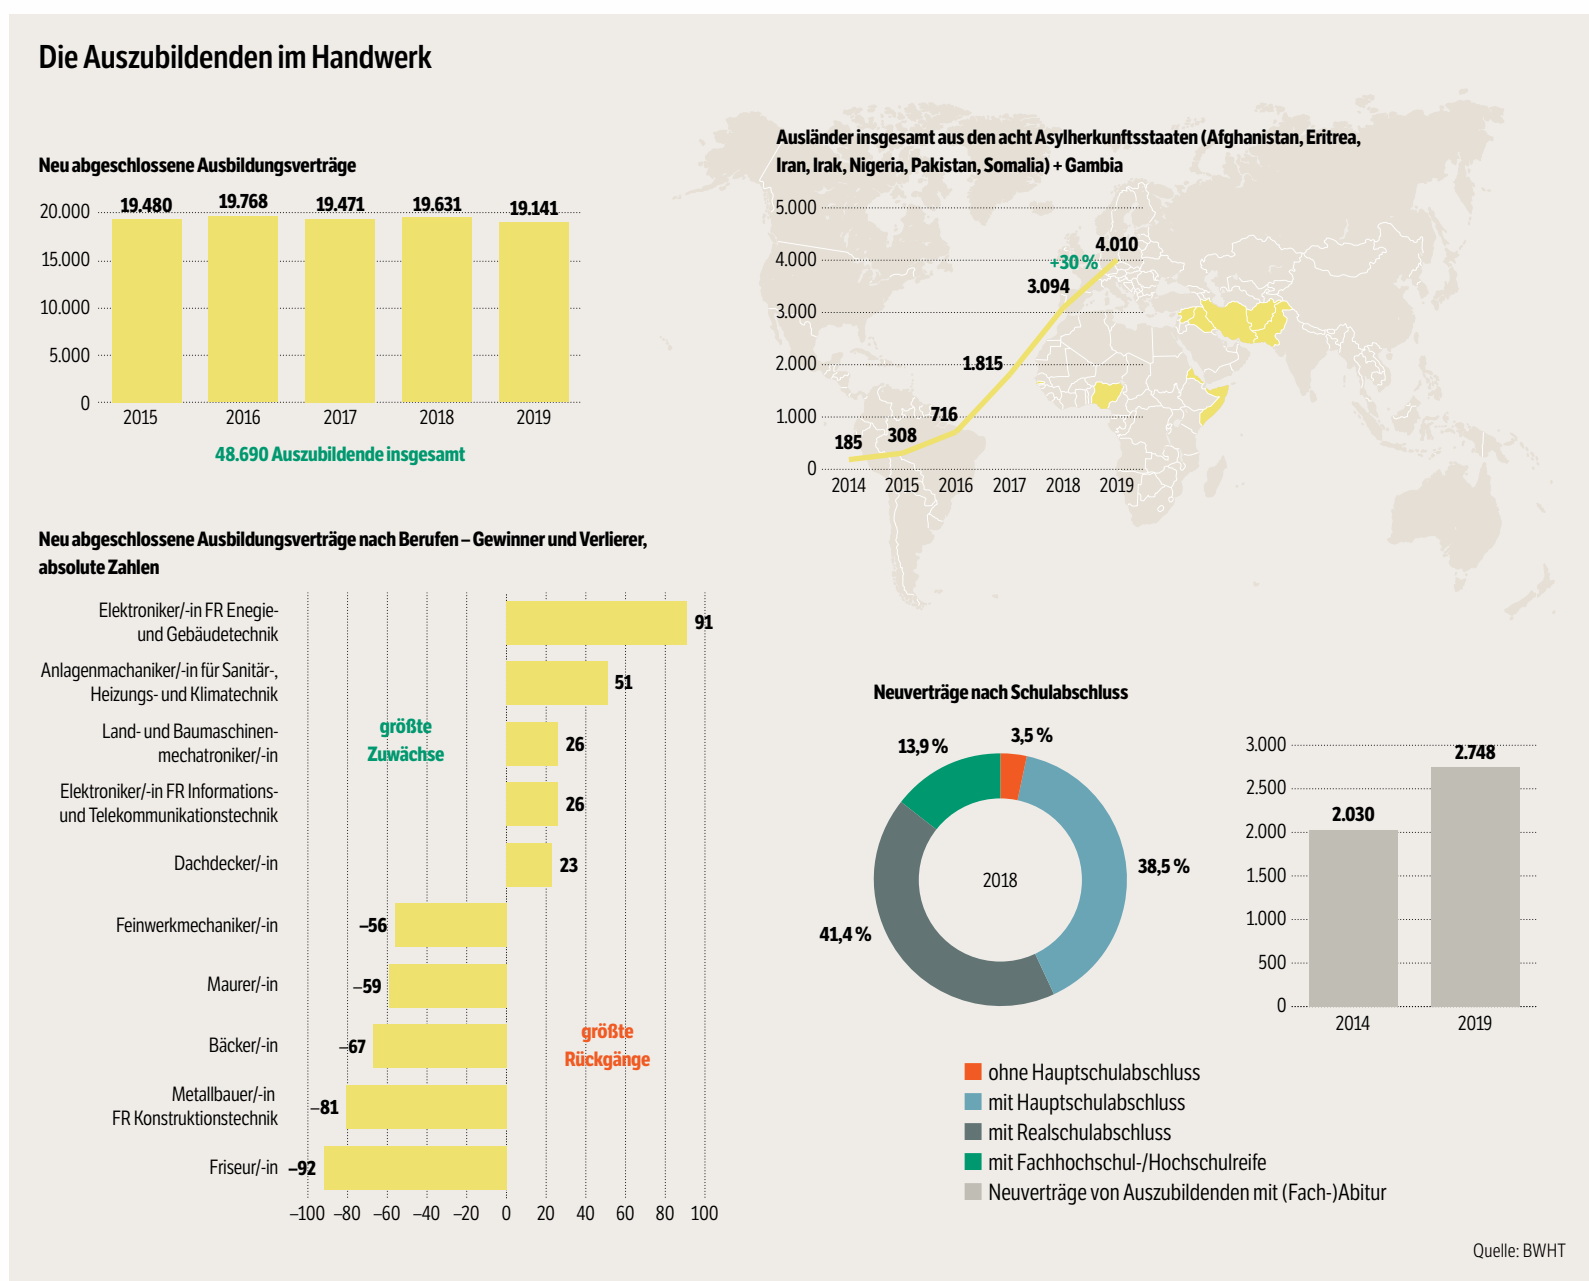 Die Auszubildenden im Handwerk
Neu abgeschlossene Ausbildungsverträge
20.000
15.000
10.000
5.000
0
19.480
19.768
19.471
19.631
19.141
2015
2016
2017
2018
2019
48.690 Auszubildende insgesamt
Ausländer insgesamt aus den acht Asylherkunftsstaaten (Afghanistan, Eritrea,
Iran, Irak, Nigeria, Pakistan, Somalia) + Gambia
5.000
4.000
3.000
2.000
1.000
0
185
308
716
1.815
3.094
+30 %
4.010
2014
2015
2016
2017
2018
2019
Neu abgeschlossene Ausbildungsverträge nach Berufen – Gewinner und Verlierer,
absolute Zahlen
Elektroniker/-in FR Enegie-
und Gebäudetechnik
91
Anlagenmachaniker/-in für Sanitär-,
Heizungs- und Klimatechnik
51
Land- und Baumaschinen-
mechatroniker/-in
26
Elektroniker/-in FR Informations-
und Telekommunikationstechnik
26
Dachdecker/-in
23
größte
Zuwächse
Feinwerkmechaniker/-in
–56
Maurer/-in
–59
Bäcker/-in
–67
Metallbauer/-in
FR Konstruktionstechnik
–81
Friseur/-in
–92
größte
Rückgänge
–100 –80 –60 –40 –20 0 20 40 60 80 100
Neuverträge nach Schulabschluss
13,9 %
3,5 %
38,5 %
41,4 %
2018
3.000
2.500
2.000
1.500
1.000
500
0
2.030
2.748
2014
2019
ohne Hauptschulabschluss
mit Hauptschulabschluss
mit Realschulabschluss
mit Fachhochschul-/Hochschulreife
Neuverträge von Auszubildenden mit (Fach-)Abitur
Quelle: BWHT